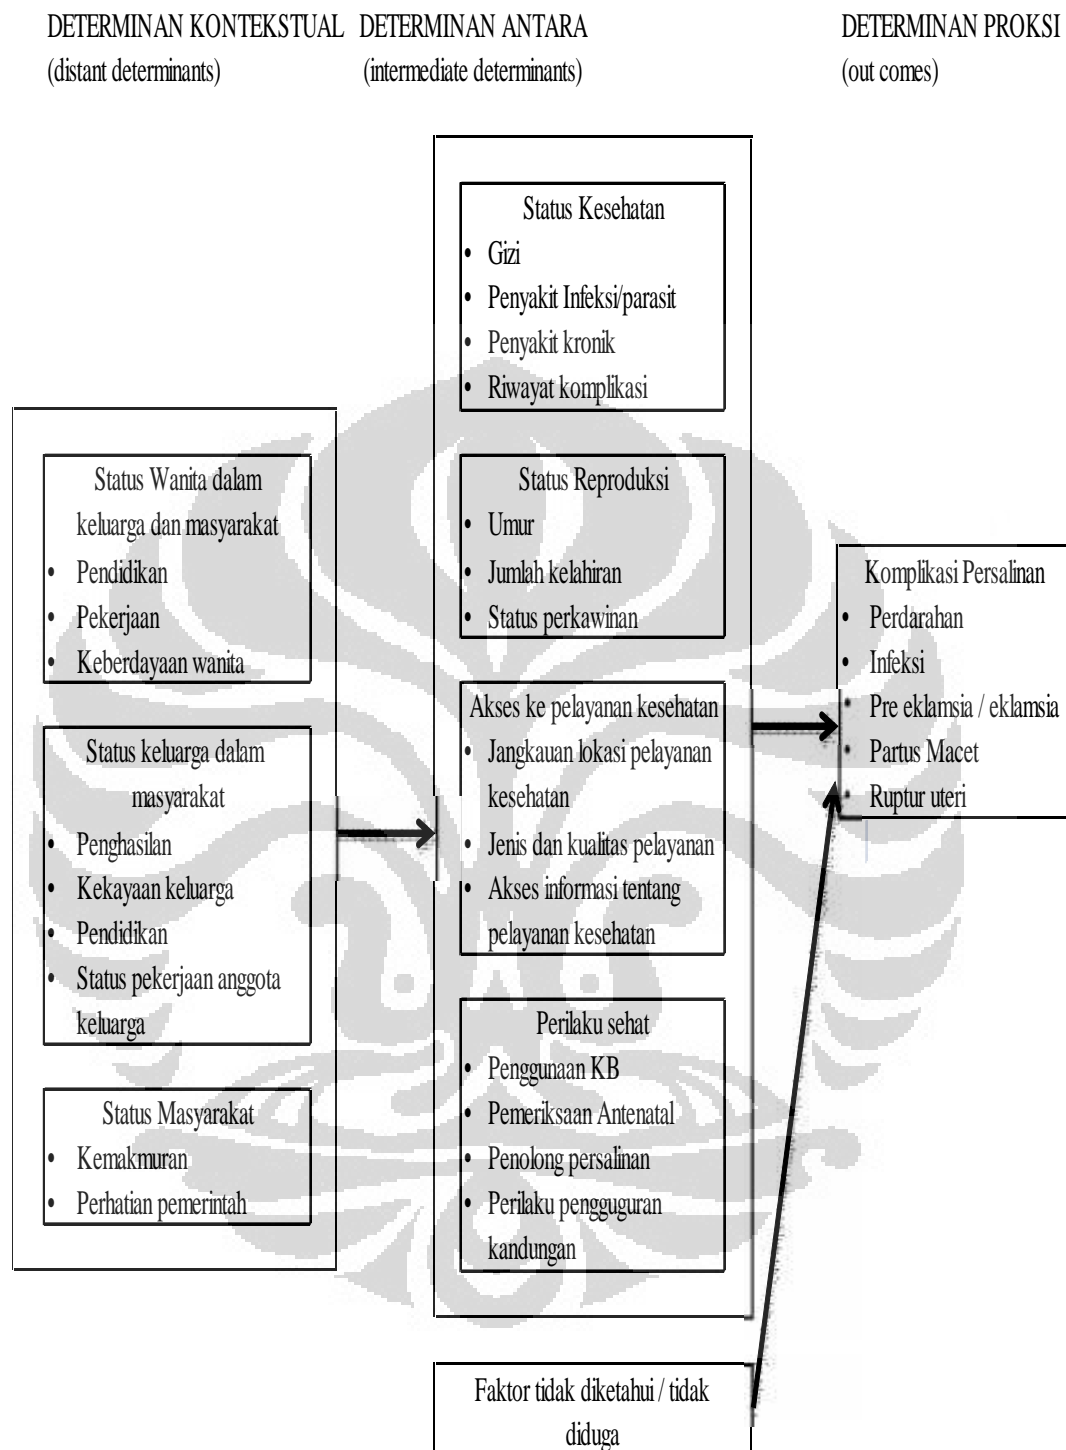 DETERMINAN KONTEKSTUAL
(distant determinants)
DETERMINAN ANTARA
(intermediate determinants)
DETERMINAN PROKSI
(out comes)
Status Wanita dalam
keluarga dan masyarakat
• Pendidikan
• Pekerjaan
• Keberdayaan wanita
Status keluarga dalam
masyarakat
• Penghasilan
• Kekayaan keluarga
• Pendidikan
• Status pekerjaan anggota
keluarga
Status Masyarakat
• Kemakmuran
• Perhatian pemerintah
Status Kesehatan
• Gizi
• Penyakit Infeksi/parasit
• Penyakit kronik
• Riwayat komplikasi
Status Reproduksi
• Umur
• Jumlah kelahiran
• Status perkawinan
Akses ke pelayanan kesehatan
• Jangkauan lokasi pelayanan
kesehatan
• Jenis dan kualitas pelayanan
• Akses informasi tentang
pelayanan kesehatan
Perilaku sehat
• Penggunaan KB
• Pemeriksaan Antenatal
• Penolong persalinan
• Perilaku pengguguran
kandungan
Faktor tidak diketahui / tidak
diduga
Komplikasi Persalinan
• Perdarahan
• Infeksi
• Pre eklamsia / eklamsia
• Partus Macet
• Ruptur uteri